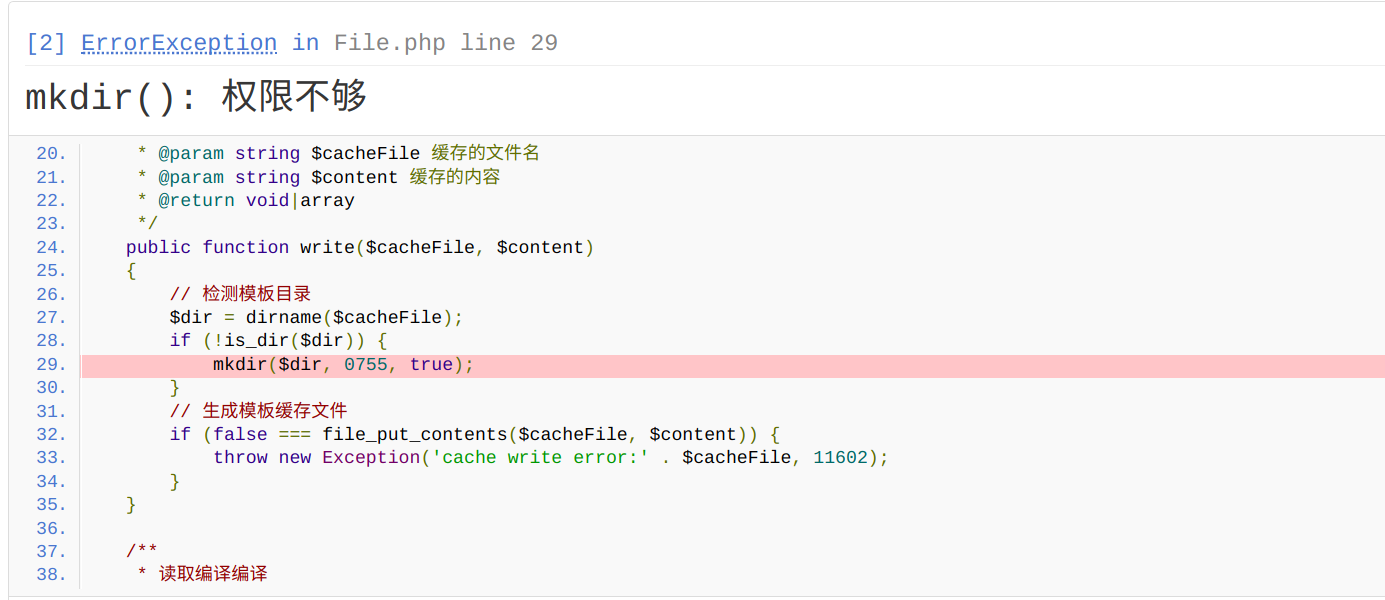 [2] ErrorException in File.php line 29
mkdir(): 权限不够
20. * @param string $cacheFile 缓存的文件名
21. * @param string $content 缓存的内容
22. * @return void|array
23. */
24. public function write($cacheFile, $content)
25. {
26. // 检测模板目录
27. $dir = dirname($cacheFile);
28. if (!is_dir($dir)) {
29. mkdir($dir, 0755, true);
30. }
31. // 生成模板缓存文件
32. if (false === file_put_contents($cacheFile, $content)) {
33. throw new Exception('cache write error:' . $cacheFile, 11602);
34. }
35. }
36.
37. /**
38. * 读取编译编译